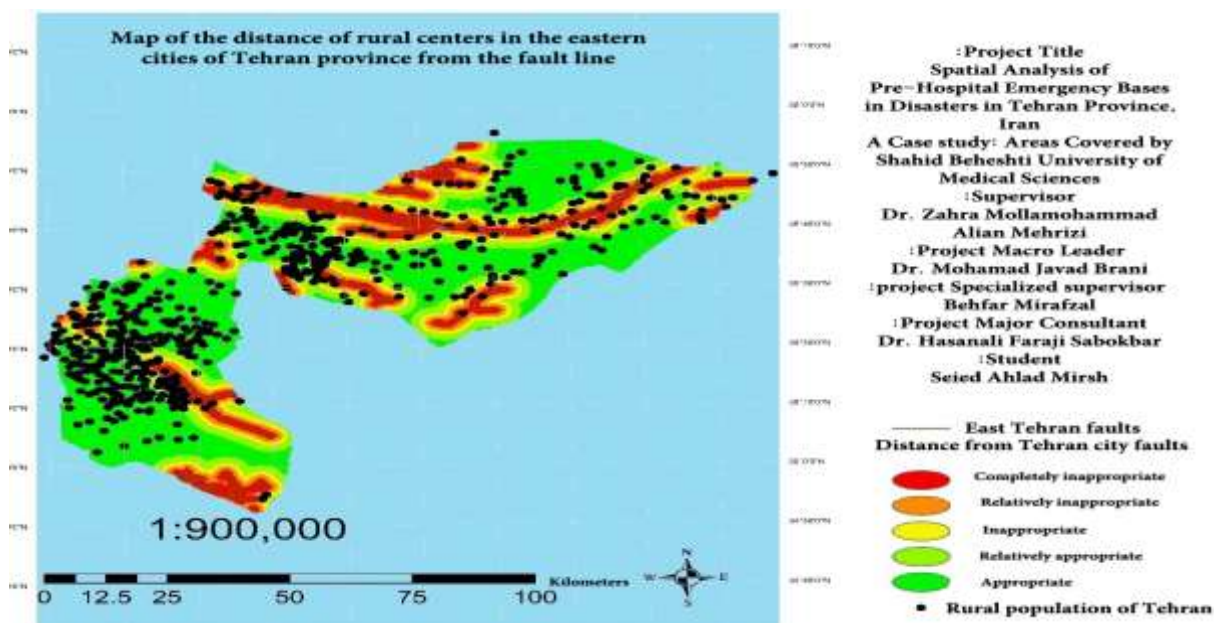 Map of the distance of rural centers in the eastern
cities of Tehran province from the fault line
:Project Title
Spatial Analysis of
Pre-Hospital Emergency Bases
in Disasters in Tehran Province,
Iran
A Case study: Areas Covered by
Shahid Beheshti University of
Medical Sciences
:Supervisor
Dr. Zahra Mollamohammad
Alian Mehrizi
:Project Macro Leader
Dr. Mohamad Javad Brani
:project Specialized supervisor
Behfar Mirafzal
:Project Major Consultant
Dr. Hasanali Faraji Sabokbar
:Student
Seied Ahlad Mirsh
East Tehran faults
Distance from Tehran city faults
Completely inappropriate
Relatively inappropriate
Inappropriate
Relatively appropriate
Appropriate
Rural population of Tehran
1:900,000
Kilometers
0 12.5 25 50 75 100
N
W E
S